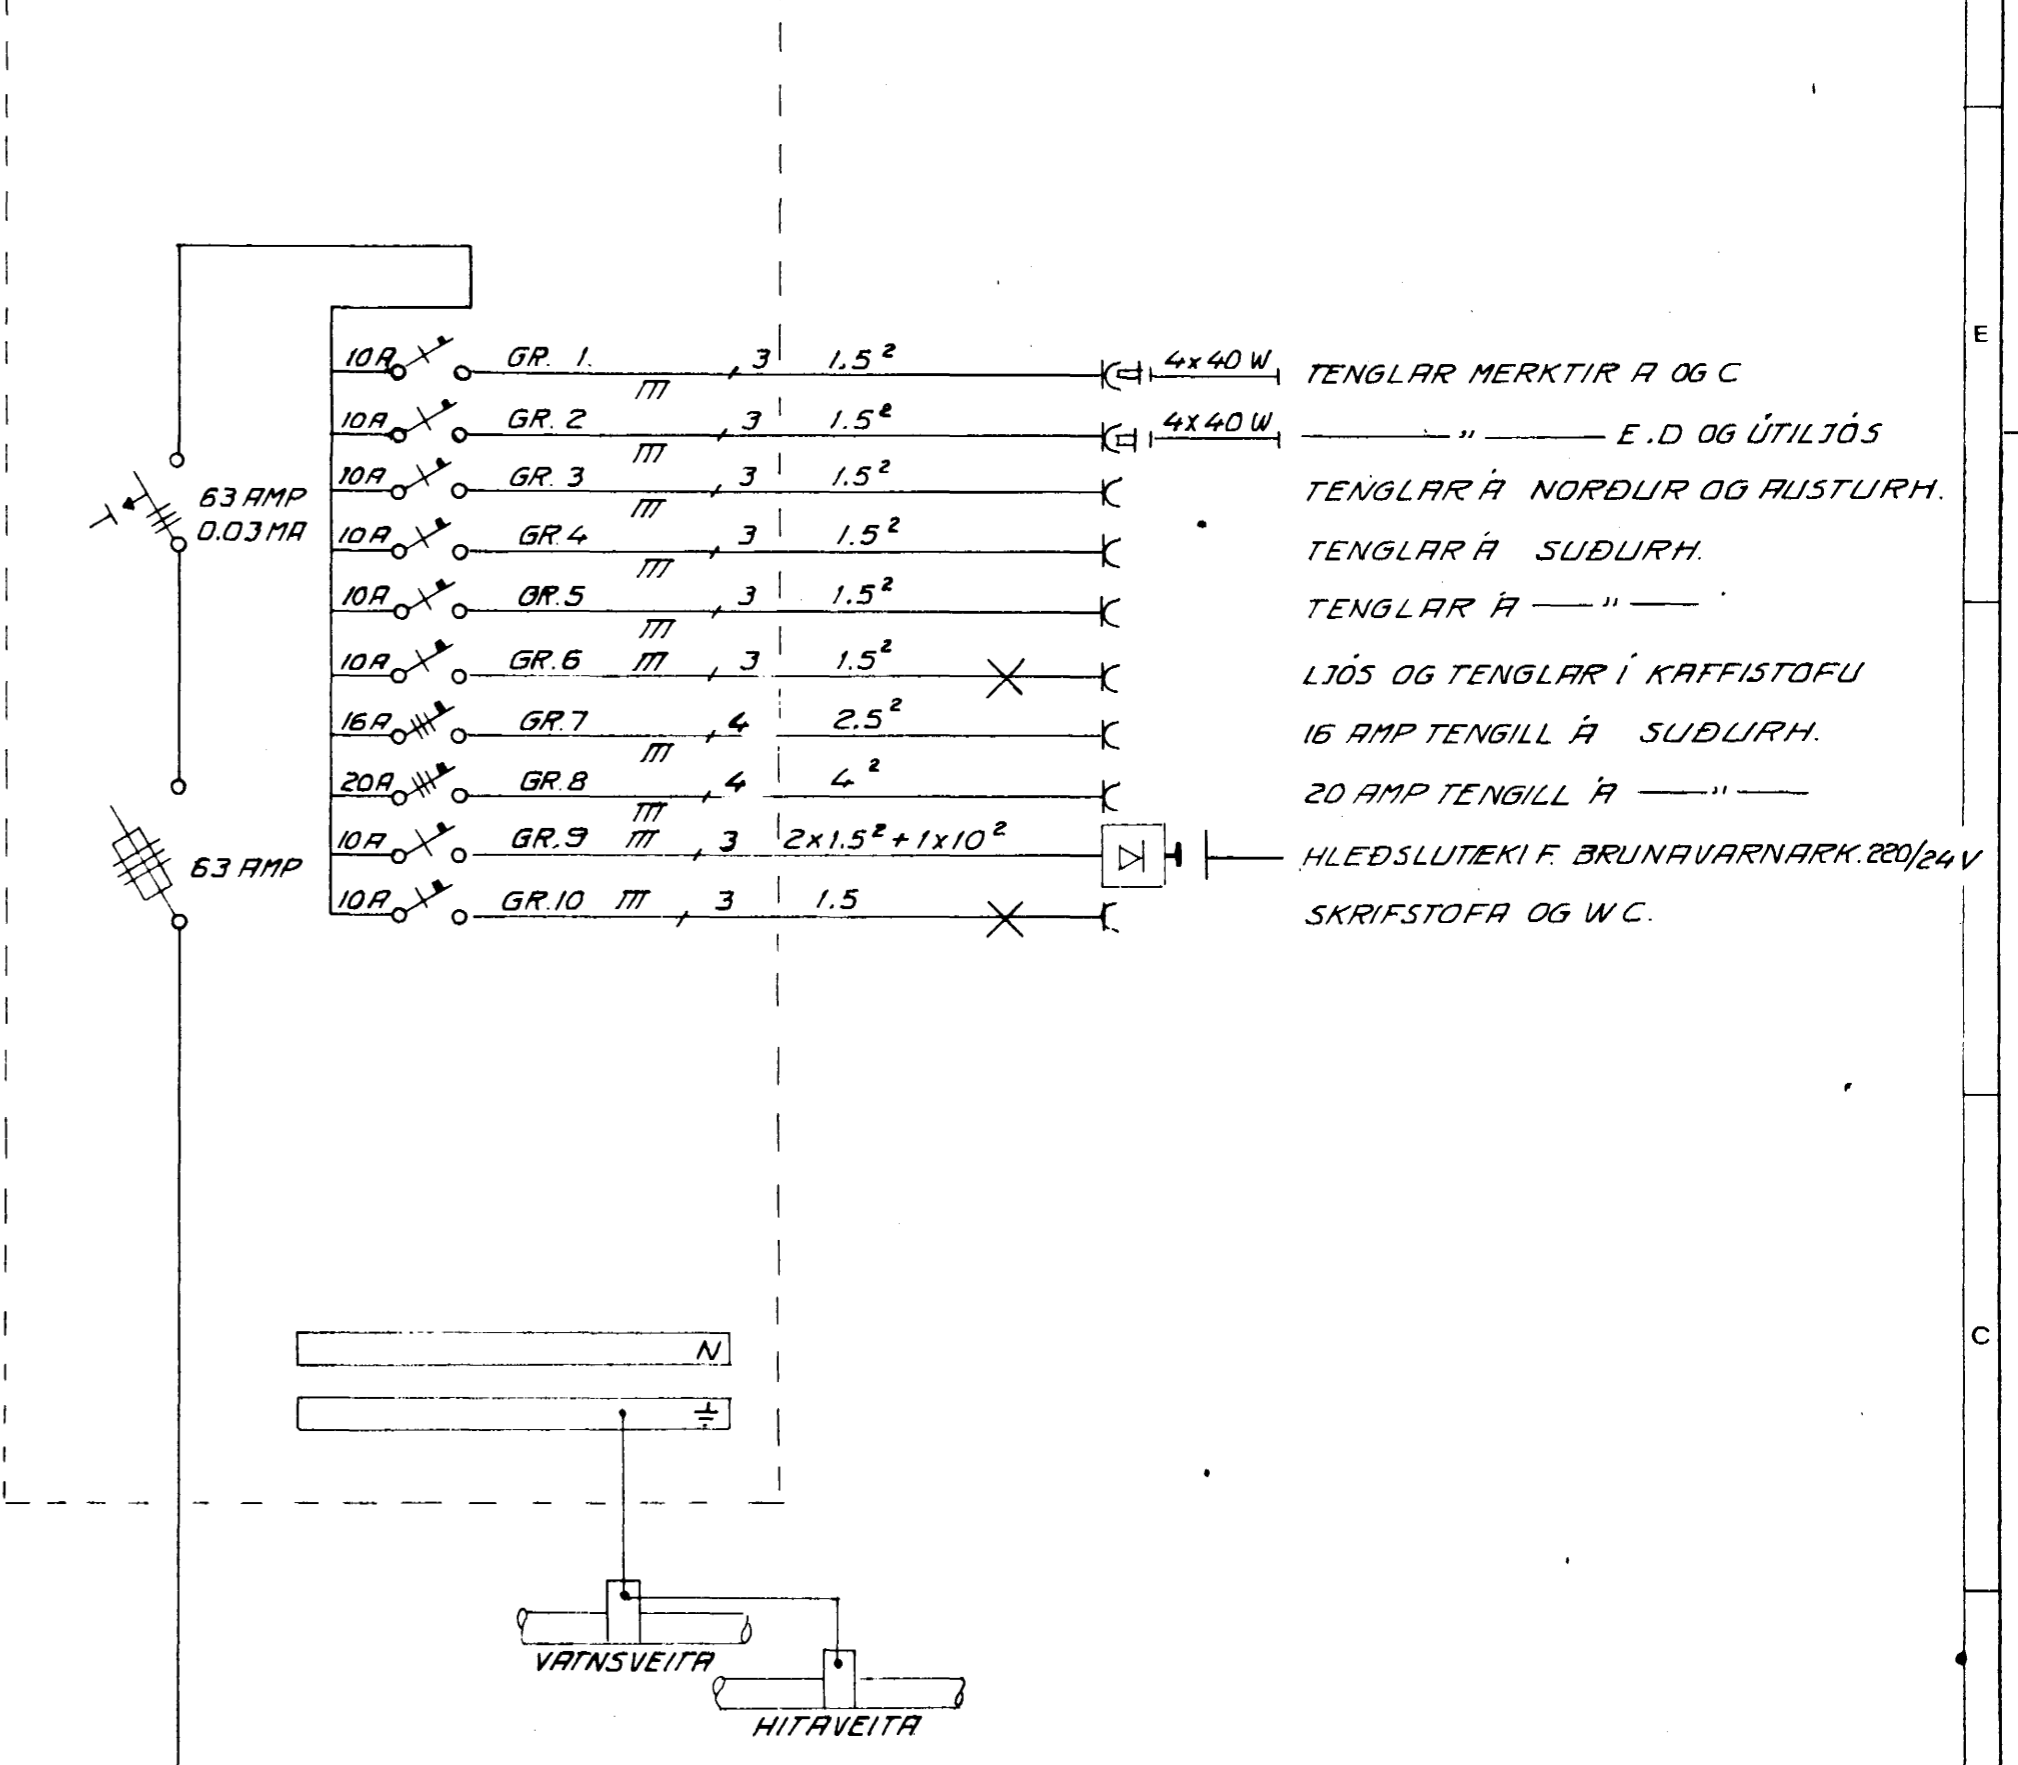 10A GR. 1. 3 1.5² 4x40 W TENGLAR MERKTIR A OG C
10A GR. 2 3 1.5² 4x40 W —— " —— E.D OG ÚTILJÓS
10A GR. 3 3 1.5² TENGLAR Á NORÐUR OG AUSTURH.
63 AMP
0.03 MA
10A GR.4 3 1.5² TENGLAR Á SUÐURH.
10A GR.5 3 1.5² TENGLAR Á —— " ——
10A GR.6 3 1.5² LJÓS OG TENGLAR Í KAFFISTOFU
16A GR.7 4 2.5² 16 AMP TENGILL Á SUÐURH.
20A GR.8 4 4² 20 AMP TENGILL Á —— " ——
10A GR.9 3 2x1.5² + 1x10² HLEÐSLUTÆKI F. BRUNAVARNARK. 220/24 V
63 AMP
10A GR.10 3 1.5 SKRIFSTOFA OG W C.
N
VATNSVEITA
HITAVEITA
E
C